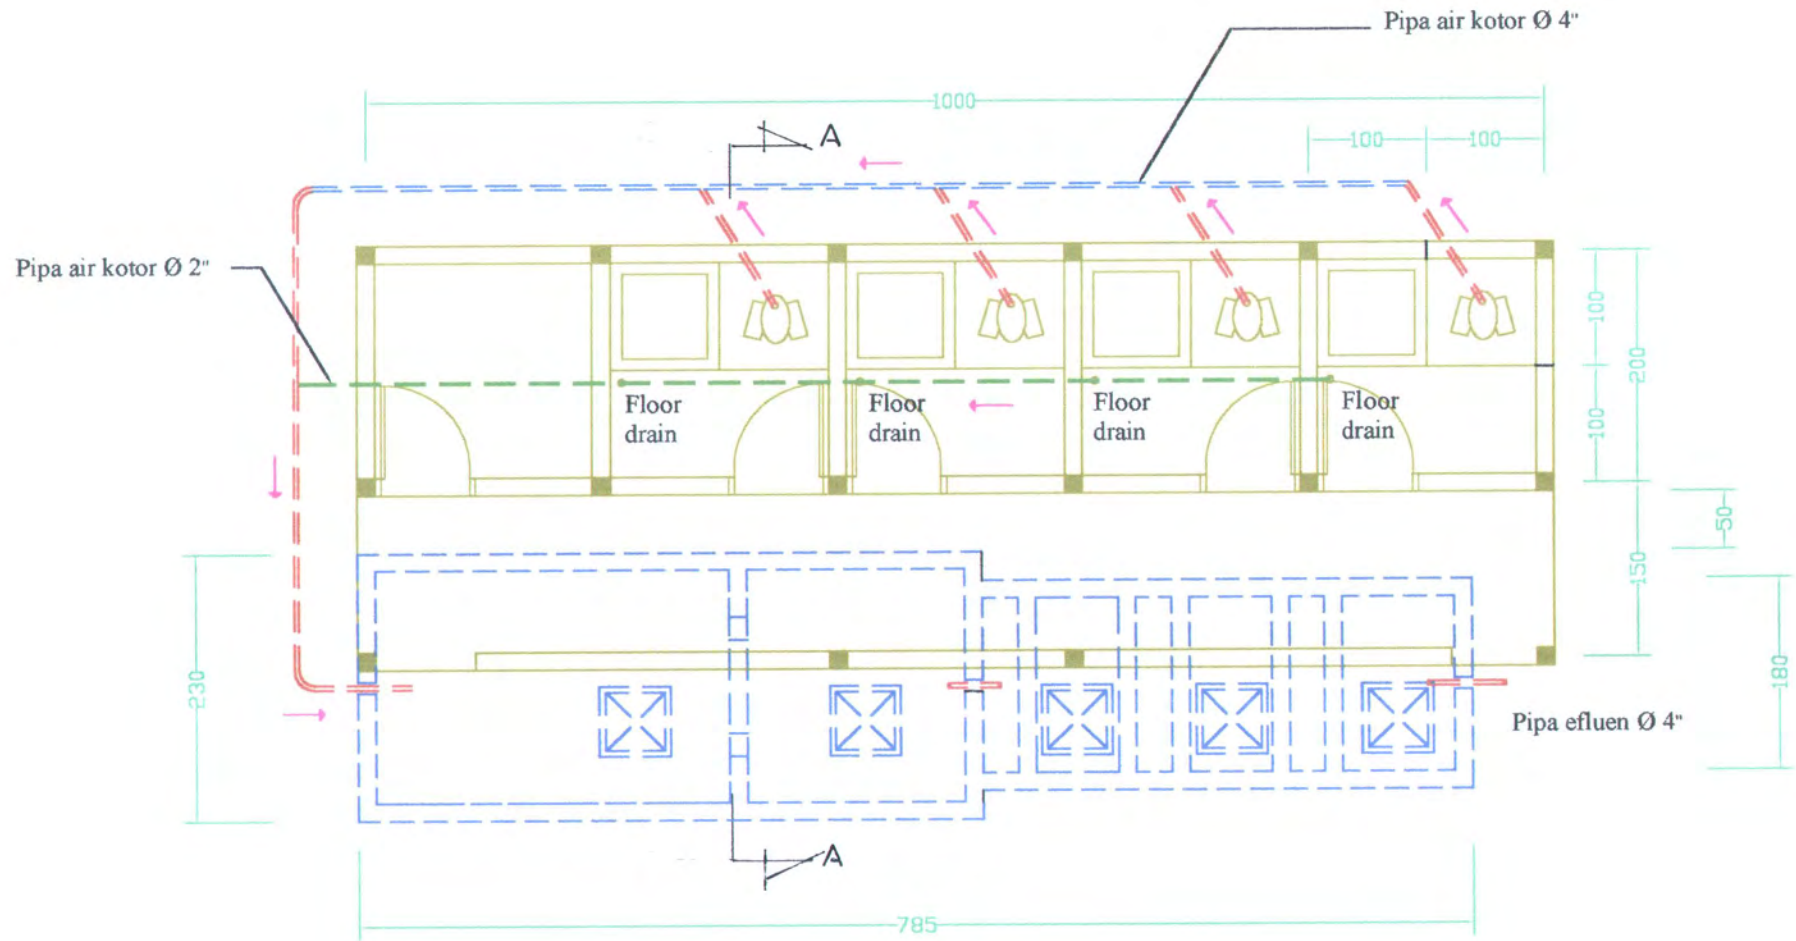 Pipa air kotor Ø 4"
1000
A
100
100
Pipa air kotor Ø 2"
100
200
Floor
drain
Floor
drain
Floor
drain
Floor
drain
100
50
150
230
180
Pipa efluen Ø 4"
A
785